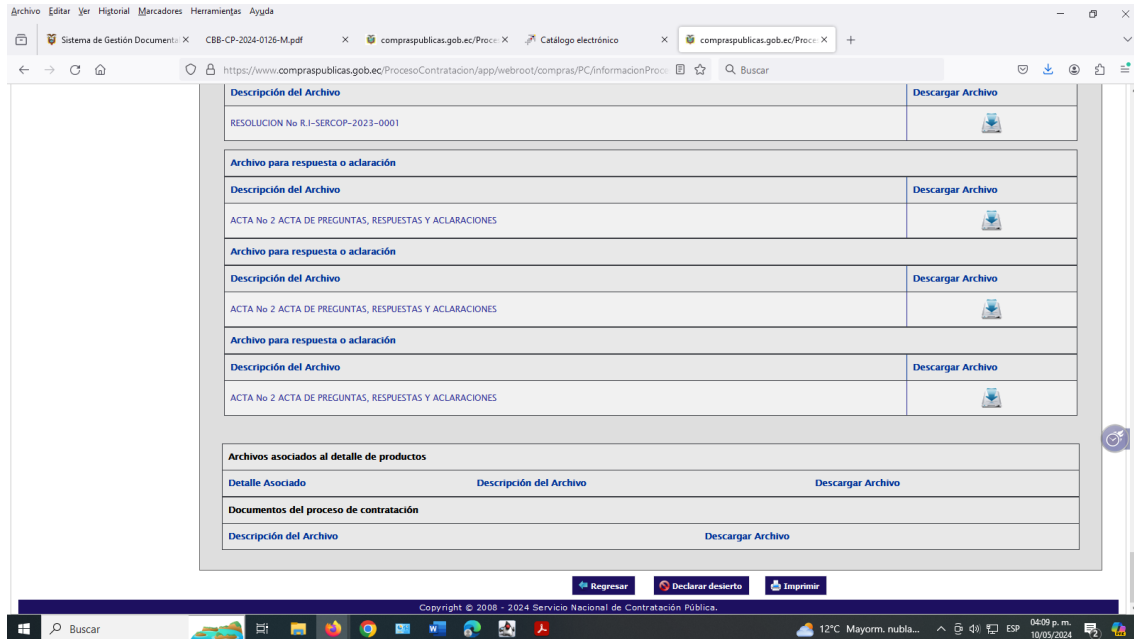 Archivo Editar Ver Historial Marcadores Herramientas Ayuda
Sistema de Gestión Documenta
CBB-CP-2024-0126-M.pdf
compraspublicas.gob.ec/Proce
Catálogo electrónico
compraspublicas.gob.ec/Proce
https://www.compraspublicas.gob.ec/ProcesoContratacion/app/webroot/compras/PC/informacionProce
Buscar
Descripción del Archivo Descargar Archivo
RESOLUCION No R.I-SERCOP-2023-0001
Archivo para respuesta o aclaración
Descripción del Archivo Descargar Archivo
ACTA No 2 ACTA DE PREGUNTAS, RESPUESTAS Y ACLARACIONES
Archivo para respuesta o aclaración
Descripción del Archivo Descargar Archivo
ACTA No 2 ACTA DE PREGUNTAS, RESPUESTAS Y ACLARACIONES
Archivo para respuesta o aclaración
Descripción del Archivo Descargar Archivo
ACTA No 2 ACTA DE PREGUNTAS, RESPUESTAS Y ACLARACIONES
Archivos asociados al detalle de productos
Detalle Asociado Descripción del Archivo Descargar Archivo
Documentos del proceso de contratación
Descripción del Archivo Descargar Archivo
Regresar Declarar desierto Imprimir
Copyright © 2008 - 2024 Servicio Nacional de Contratación Pública.
Buscar
12°C Mayorm. nubla...
ESP
04:09 p. m.
10/05/2024